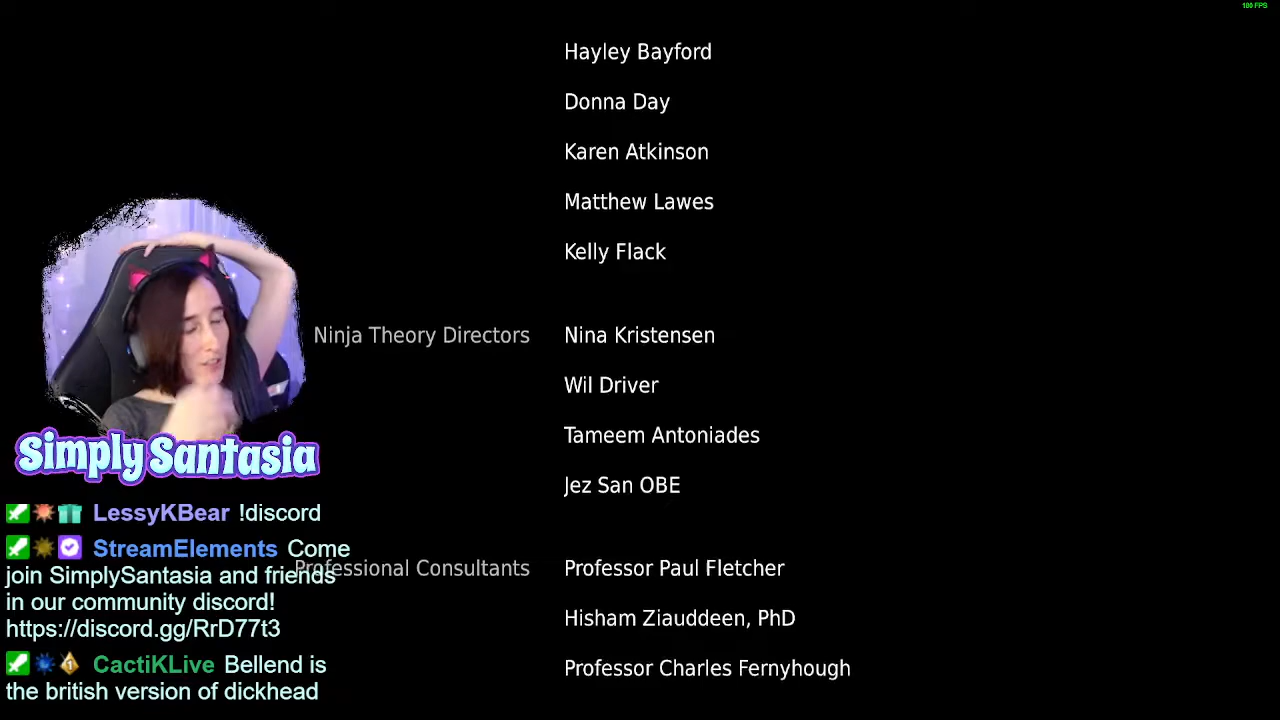 180 FPS
Hayley Bayford
Donna Day
Karen Atkinson
Matthew Lawes
Kelly Flack
Ninja Theory Directors Nina Kristensen
Wil Driver
Tameem Antoniades
Jez San OBE
Professional Consultants Professor Paul Fletcher
Hisham Ziauddeen, PhD
Professor Charles Fernyhough
Simply Santasia
LessyKBear !discord
StreamElements Come
join SimplySantasia and friends
in our community discord!
https://discord.gg/RrD77t3
CactiKLive Bellend is
the british version of dickhead